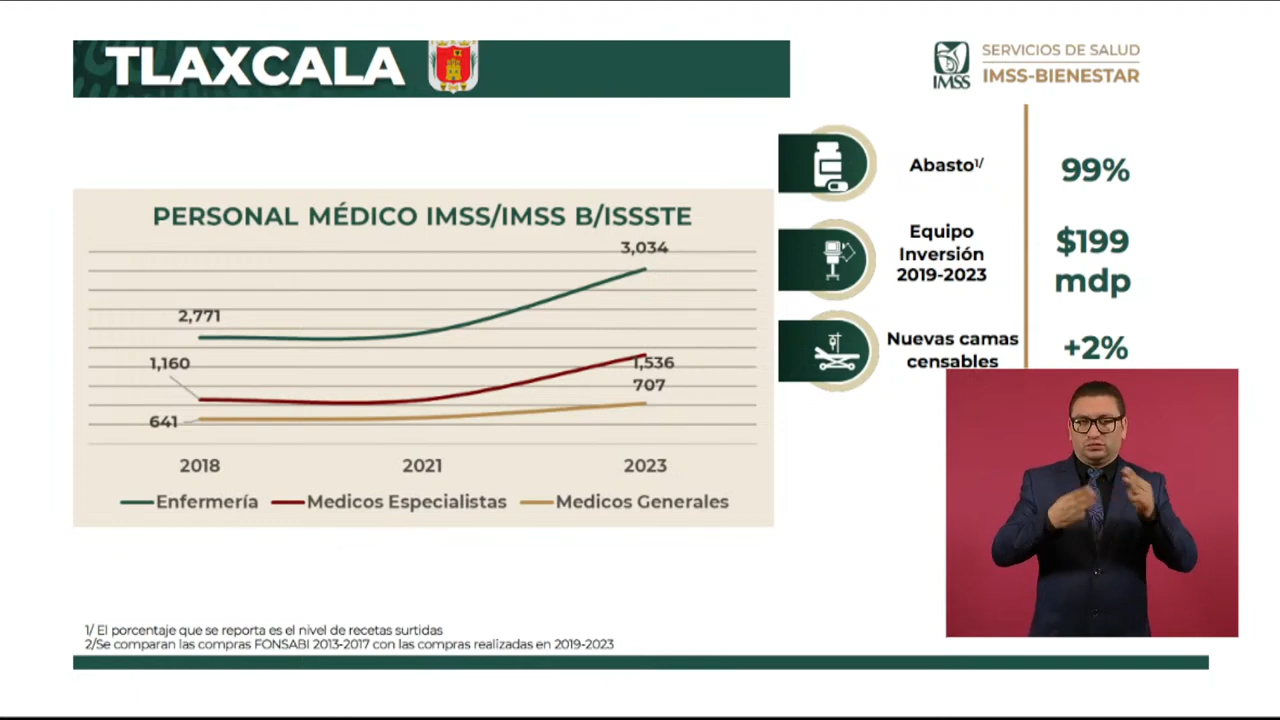 TLAXCALA
IMSS
SERVICIOS DE SALUD
IMSS-BIENESTAR
PERSONAL MÉDICO IMSS/IMSS B/ISSSTE
3,034
2,771
1,160
1,536
707
641
2018 2021 2023
Enfermería Medicos Especialistas Medicos Generales
Abasto1/
99%
Equipo
Inversión
2019-2023
$199
mdp
Nuevas camas
censables
+2%
1/ El porcentaje que se reporta es el nivel de recetas surtidas
2/Se comparan las compras FONSABI 2013-2017 con las compras realizadas en 2019-2023